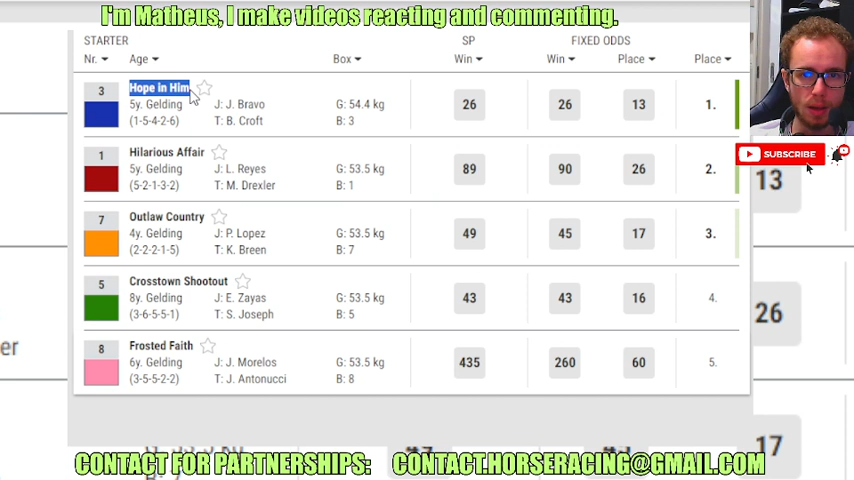 I'm Matheus, I make videos reacting and commenting.
STARTER SP FIXED ODDS
Nr. Age Box Win Win Place Place
3 Hope in Him
5y. Gelding J: J. Bravo G: 54.4 kg 26 26 13 1.
(1-5-4-2-6) T: B. Croft B: 3
SUBSCRIBE
1 Hilarious Affair
5y. Gelding J: L. Reyes G: 53.5 kg 89 90 26 2.
(5-2-1-3-2) T: M. Drexler B: 1
13
7 Outlaw Country
4y. Gelding J: P. Lopez G: 53.5 kg 49 45 17 3.
(2-2-2-1-5) T: K. Breen B: 7
5 Crosstown Shootout
8y. Gelding J: E. Zayas G: 53.5 kg 43 43 16 4.
(3-6-5-5-1) T: S. Joseph B: 5
26
er
8 Frosted Faith
6y. Gelding J: J. Morelos G: 53.5 kg 435 260 60 5.
(3-5-5-2-2) T: J. Antonucci B: 8
17
CONTACT FOR PARTNERSHIPS: CONTACT.HORSERACING@GMAIL.COM